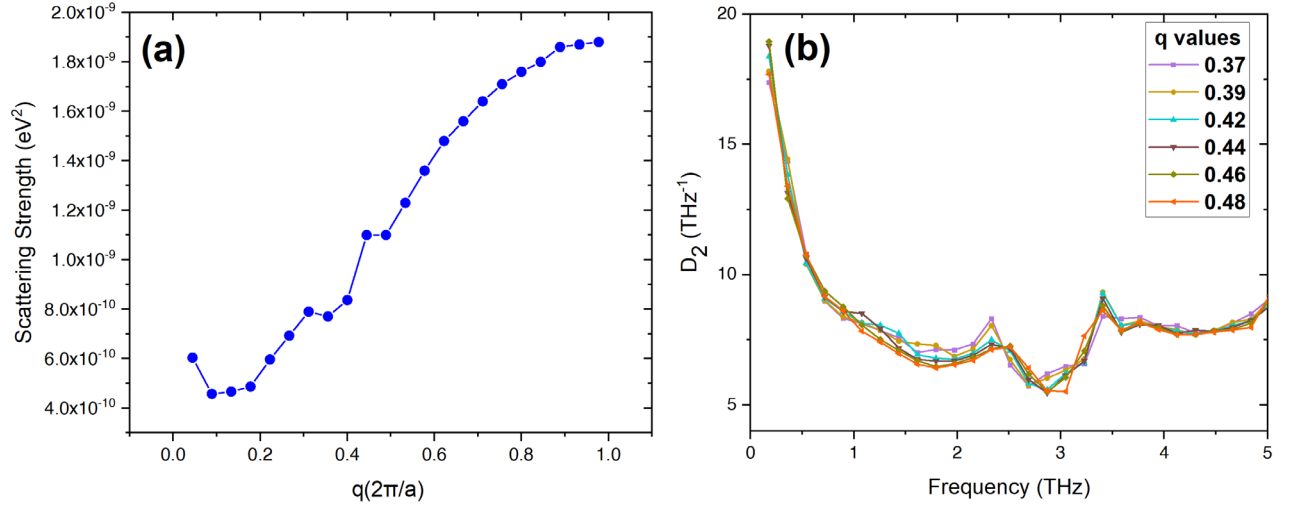 (a)
Scattering Strength (eV²)
2.0x10⁻⁹
1.8x10⁻⁹
1.6x10⁻⁹
1.4x10⁻⁹
1.2x10⁻⁹
1.0x10⁻⁹
8.0x10⁻¹⁰
6.0x10⁻¹⁰
4.0x10⁻¹⁰
0.0 0.2 0.4 0.6 0.8 1.0
q(2π/a)
(b)
D₂ (THz⁻¹)
20
15
10
5
0 1 2 3 4 5
Frequency (THz)
q values
0.37
0.39
0.42
0.44
0.46
0.48